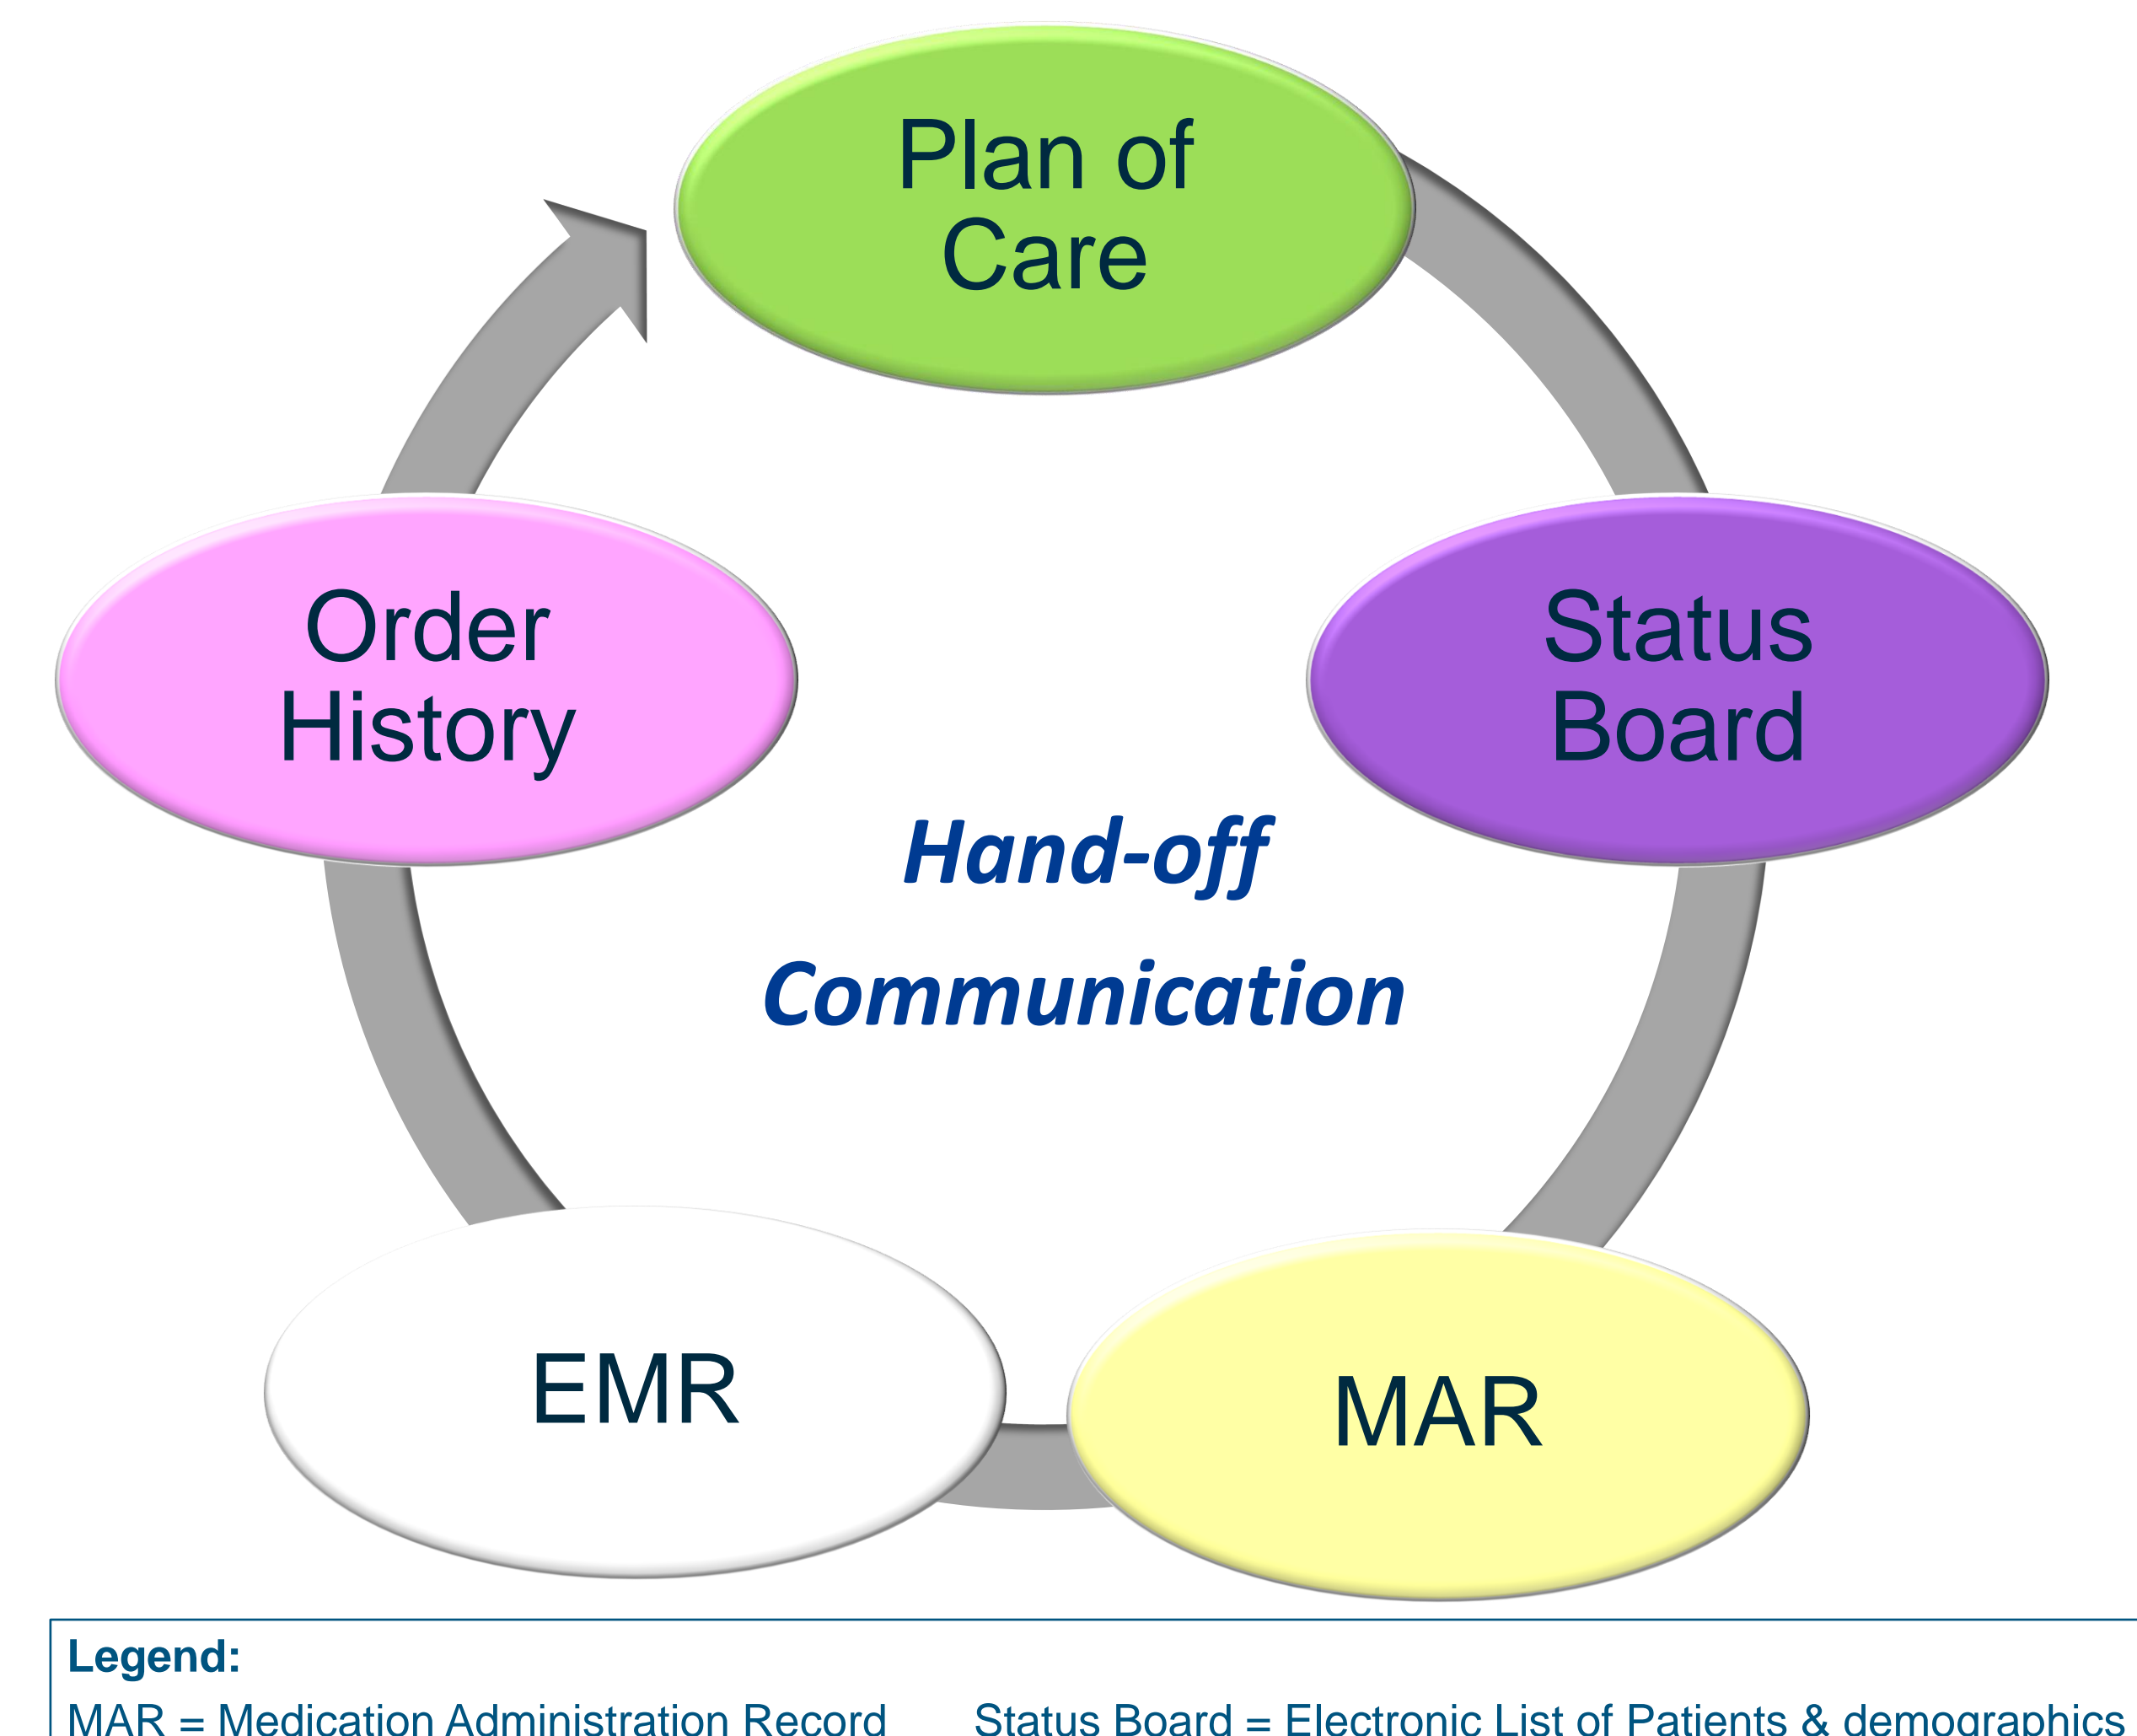 Plan of
Care
Order
History
Status
Board
Hand-off
Communication
EMR
MAR
Legend:
MAR = Medication Administration Record
Status Board = Electronic List of Patients & demographics